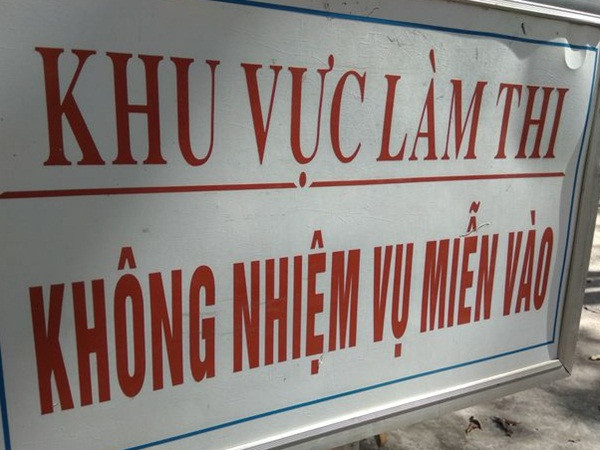 KHU VỰC LÀM THI
KHÔNG NHIỆM VỤ MIỄN VÀO